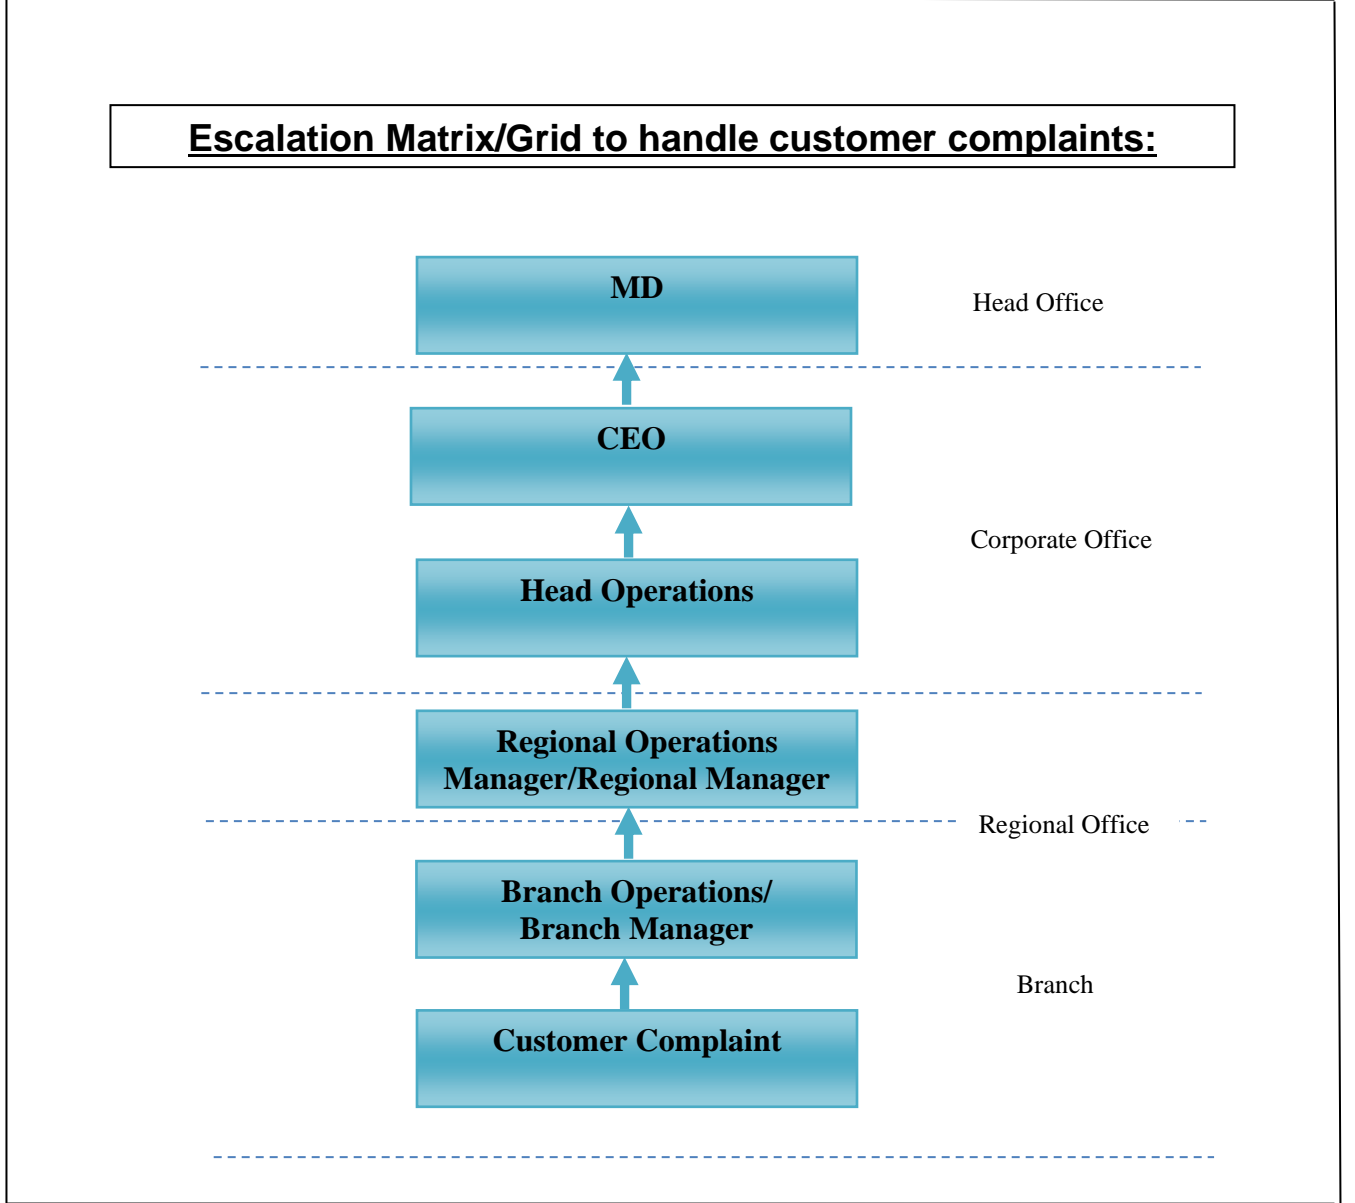 Escalation Matrix/Grid to handle customer complaints:
MD
Head Office
CEO
Corporate Office
Head Operations
Regional Operations
Manager/Regional Manager
Regional Office
Branch Operations/
Branch Manager
Branch
Customer Complaint